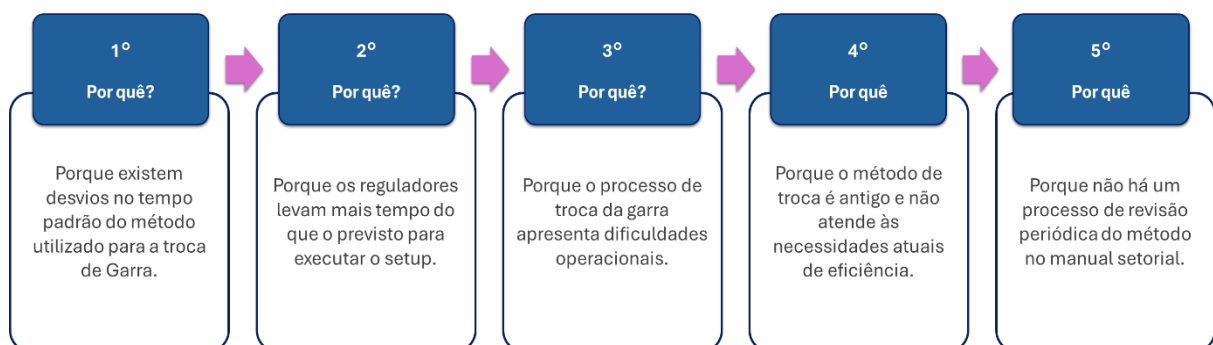 1°
Por quê?
Porque existem
desvios no tempo
padrão do método
utilizado para a troca
de Garra.
2°
Por quê?
Porque os reguladores
levam mais tempo do
que o previsto para
executar o setup.
3°
Por quê?
Porque o processo de
troca da garra
apresenta dificuldades
operacionais.
4°
Por quê
Porque o método de
troca é antigo e não
atende às
necessidades atuais
de eficiência.
5°
Por quê
Porque não há um
processo de revisão
periódica do método
no manual setorial.